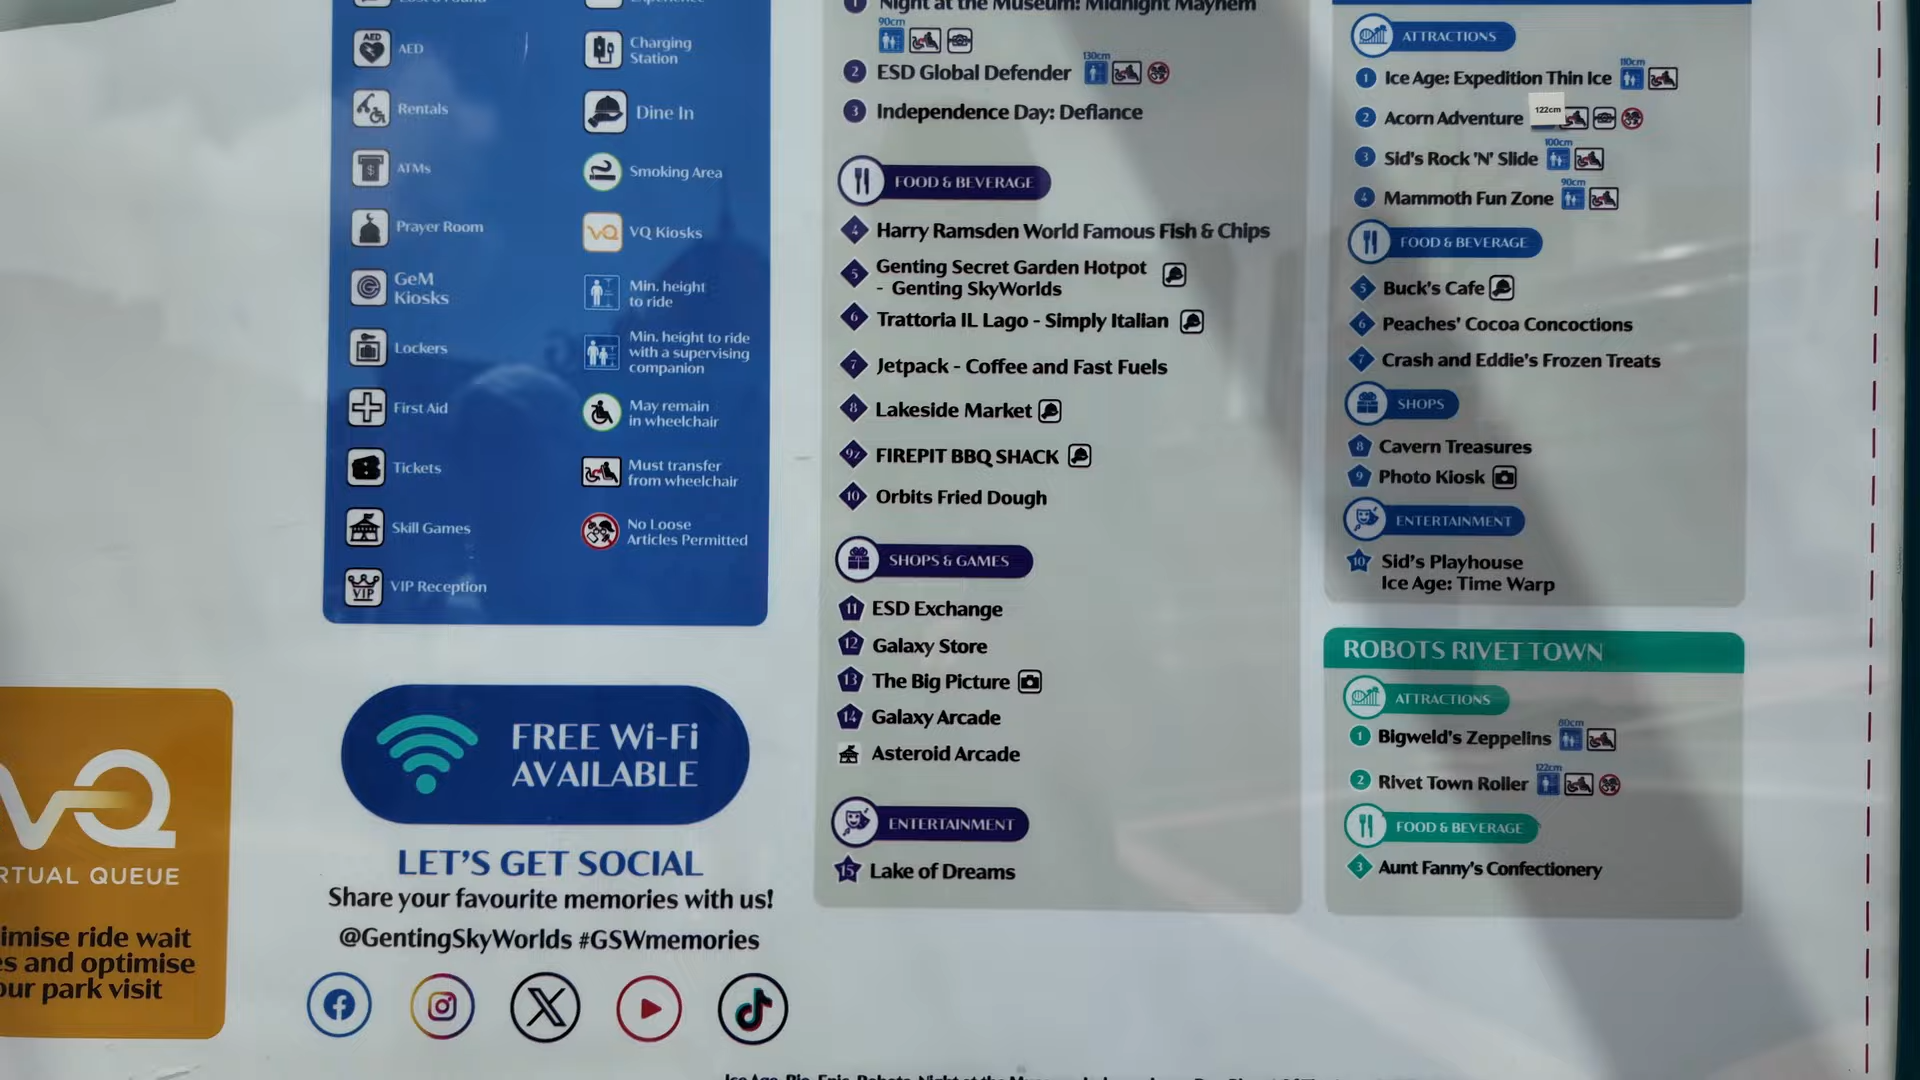 Lost & Found
Experience
AED
AED
Charging
Station
Rentals
Dine In
ATMs
Smoking Area
Prayer Room
VQ
VQ Kiosks
GeM
Kiosks
Min. height
to ride
Lockers
Min. height to ride
with a supervising
companion
First Aid
May remain
in wheelchair
Tickets
Must transfer
from wheelchair
Skill Games
No Loose
Articles Permitted
VIP
VIP Reception
FREE Wi-Fi
AVAILABLE
LET'S GET SOCIAL
Share your favourite memories with us!
@GentingSkyWorlds #GSWmemories
VQ
RTUAL QUEUE
imise ride wait
es and optimise
our park visit
1 Night at the Museum: Midnight Mayhem
90cm
2 ESD Global Defender 130cm
3 Independence Day: Defiance
FOOD & BEVERAGE
4 Harry Ramsden World Famous Fish & Chips
5 Genting Secret Garden Hotpot
- Genting SkyWorlds
6 Trattoria IL Lago - Simply Italian
7 Jetpack - Coffee and Fast Fuels
8 Lakeside Market
9 FIREPIT BBQ SHACK
10 Orbits Fried Dough
SHOPS & GAMES
11 ESD Exchange
12 Galaxy Store
13 The Big Picture
14 Galaxy Arcade
Asteroid Arcade
ENTERTAINMENT
15 Lake of Dreams
ATTRACTIONS
1 Ice Age: Expedition Thin Ice 110cm
2 Acorn Adventure 122cm
3 Sid's Rock 'N' Slide 100cm
4 Mammoth Fun Zone 90cm
FOOD & BEVERAGE
5 Buck's Cafe
6 Peaches' Cocoa Concoctions
7 Crash and Eddie's Frozen Treats
SHOPS
8 Cavern Treasures
9 Photo Kiosk
ENTERTAINMENT
10 Sid's Playhouse
Ice Age: Time Warp
ROBOTS RIVET TOWN
ATTRACTIONS
1 Bigweld's Zeppelins 80cm
2 Rivet Town Roller 122cm
FOOD & BEVERAGE
3 Aunt Fanny's Confectionery